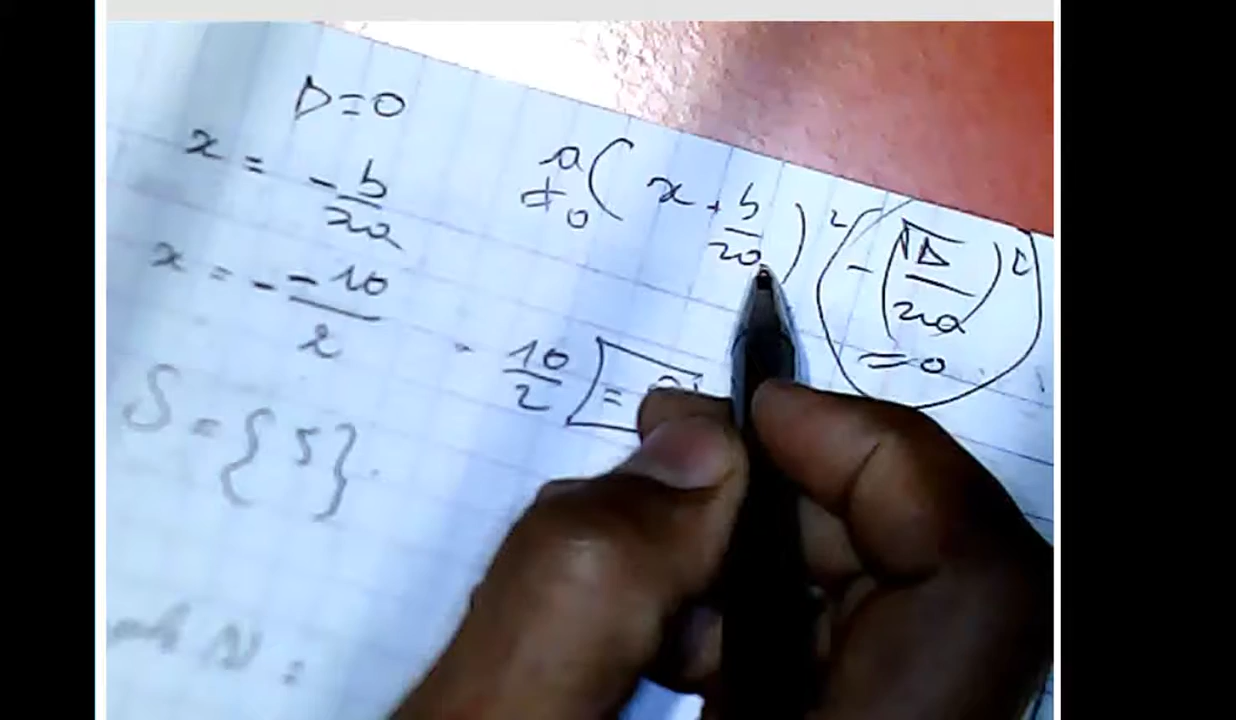 D = 0
x = -b/2a
a ( x + b/2a )² - ( √Δ/2a )²
≠ 0
= 0
x = - -10/2 = 10/2 =
S = { 5 }.
N :